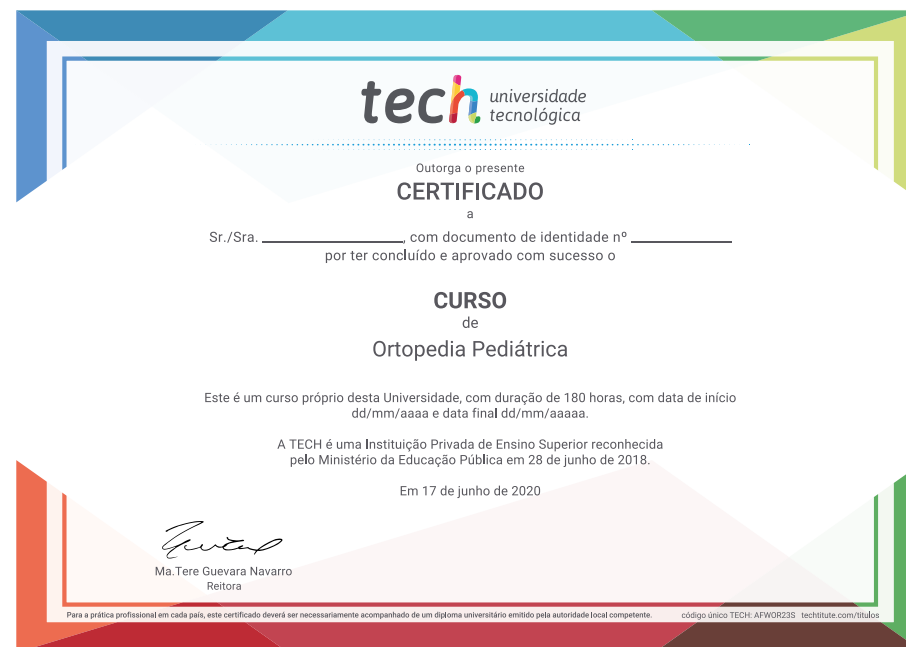 tech universidade
tecnológica
Outorga o presente
CERTIFICADO
a
Sr./Sra. ____________, com documento de identidade nº ____________
por ter concluído e aprovado com sucesso o
CURSO
de
Ortopedia Pediátrica
Este é um curso próprio desta Universidade, com duração de 180 horas, com data de início
dd/mm/aaaa e data final dd/mm/aaaaa.
A TECH é uma Instituição Privada de Ensino Superior reconhecida
pelo Ministério da Educação Pública em 28 de junho de 2018.
Em 17 de junho de 2020
Ma.Tere Guevara Navarro
Reitora
Para a prática profissional em cada país, este certificado deverá ser necessariamente acompanhado de um diploma universitário emitido pela autoridade local competente. código único TECH: AFWOR23S techtitute.com/titulos